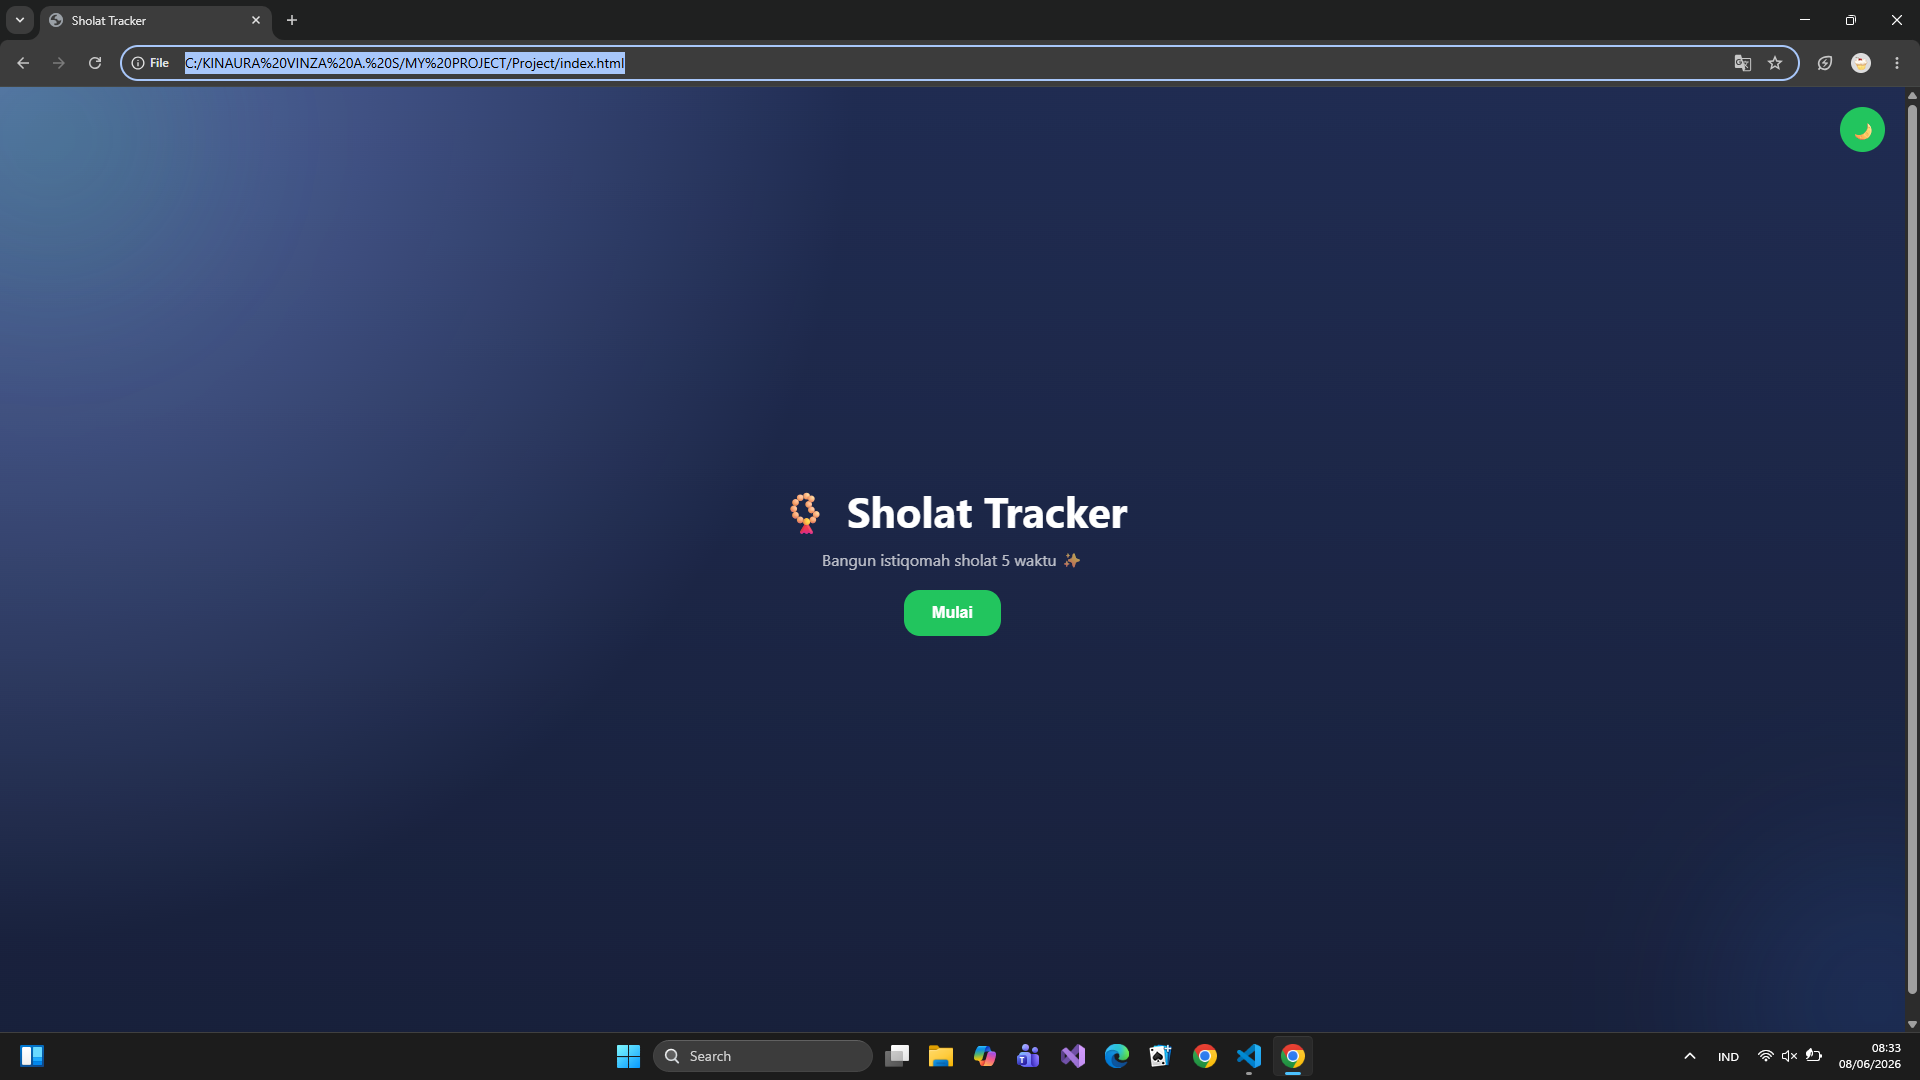 Sholat Tracker
File
C:/KINAURA%20VINZA%20A.%20S/MY%20PROJECT/Project/index.html
Sholat Tracker
Bangun istiqomah sholat 5 waktu ✨
Mulai
Search
IND
08:33
08/06/2026